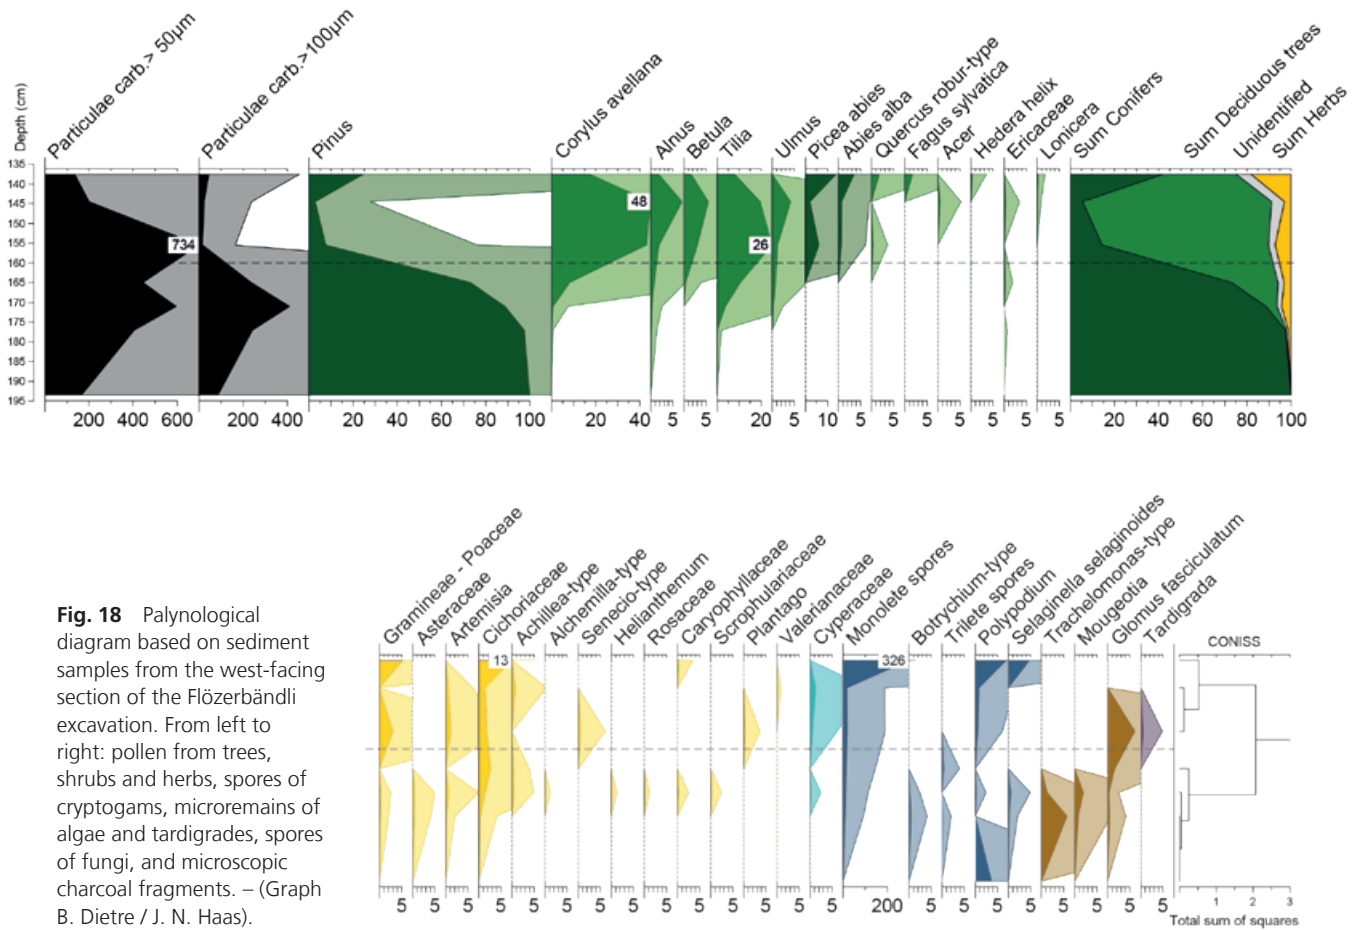 Particulae carb.> 50µm
Particulae carb.>100µm
Pinus
Corylus avellana
Alnus
Betula
Tilia
Ulmus
Picea abies
Abies alba
Quercus robur-type
Fagus sylvatica
Acer
Hedera helix
Ericaceae
Lonicera
Sum Conifers
Sum Deciduous trees
Unidentified
Sum Herbs
Depth (cm)
135
140
145
150
155
160
165
170
175
180
185
190
195
734
48
26
200 400 600 200 400 20 40 60 80 100 20 40 5 5 20 5 10 5 5 5 5 5 5 5 20 40 60 80 100
Fig. 18 Palynological
diagram based on sediment
samples from the west-facing
section of the Flözerbändli
excavation. From left to
right: pollen from trees,
shrubs and herbs, spores of
cryptogams, microremains of
algae and tardigrades, spores
of fungi, and microscopic
charcoal fragments. – (Graph
B. Dietre / J. N. Haas).
Gramineae - Poaceae
Asteraceae
Artemisia
Cichoriaceae
Achillea-type
Alchemilla-type
Senecio-type
Helianthemum
Rosaceae
Caryophyllaceae
Scrophulariaceae
Plantago
Valerianaceae
Cyperaceae
Monolete spores
Botrychium-type
Trilete spores
Polypodium
Selaginella selaginoides
Trachelomonas-type
Mougeotia
Glomus fasciculatum
Tardigrada
CONISS
13
326
5 5 5 5 5 5 5 5 5 5 5 5 5 5 200 5 5 5 5 5 5 5 5
1 2 3
Total sum of squares